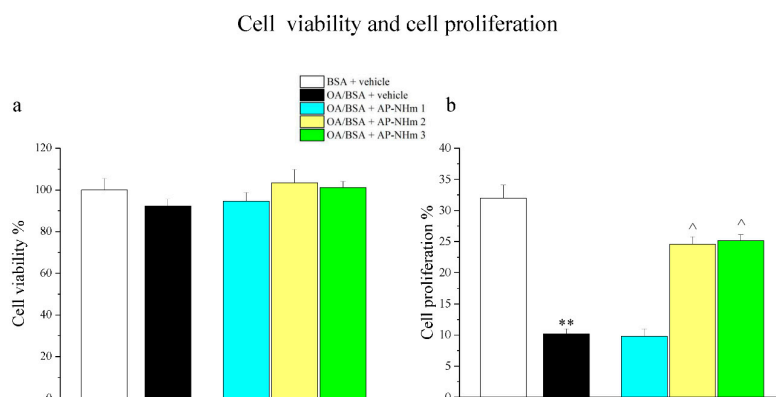 Cell viability and cell proliferation
BSA + vehicle
OA/BSA + vehicle
OA/BSA + AP-NHm 1
OA/BSA + AP-NHm 2
OA/BSA + AP-NHm 3
a
120
100
80
60
40
20
0
Cell viability %
b
40
35
30
25
20
15
10
5
0
Cell proliferation %
**
^
^